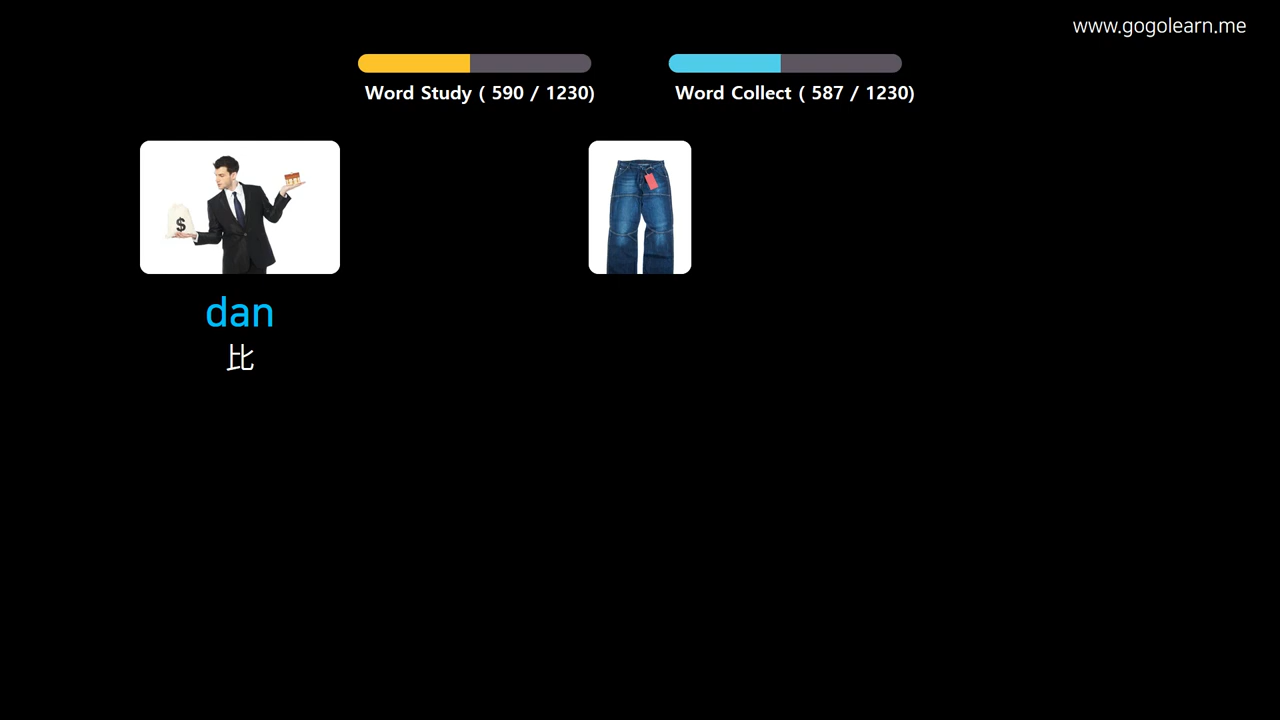 www.gogolearn.me
Word Study ( 590 / 1230)
Word Collect ( 587 / 1230)
$
dan
比